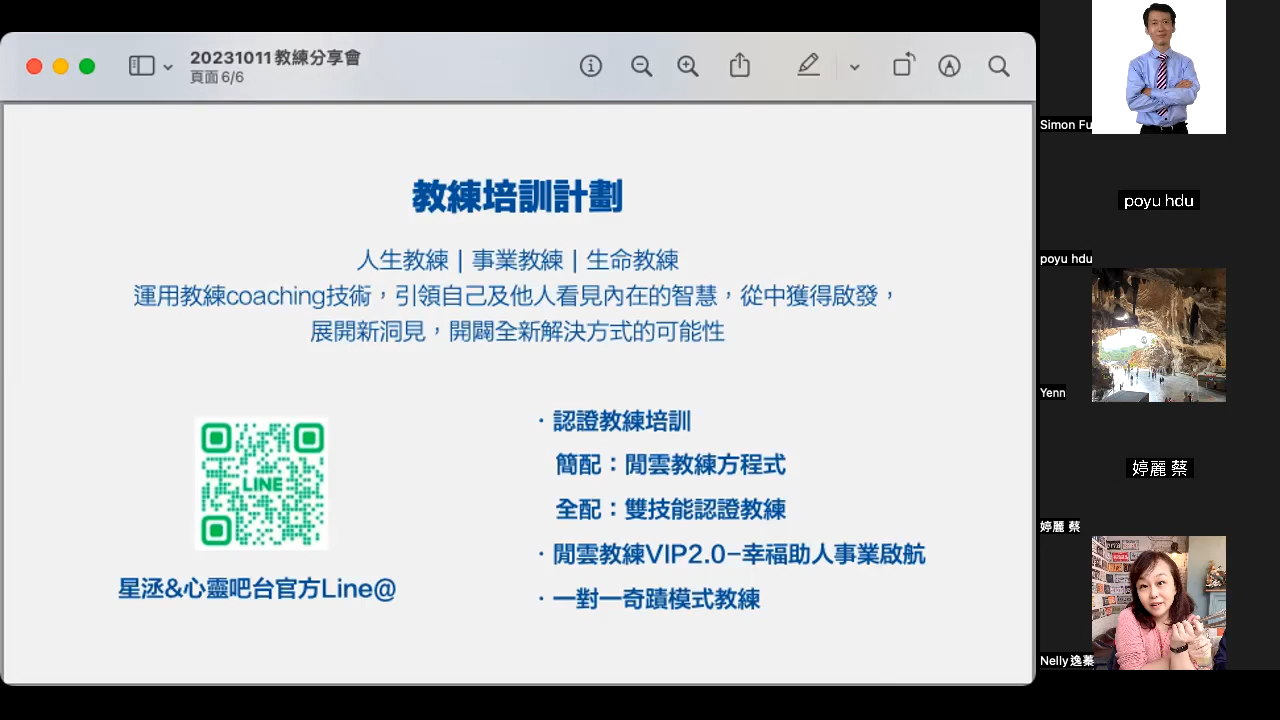 20231011教練分享會
頁面 6/6
教練培訓計劃
人生教練 | 事業教練 | 生命教練
運用教練coaching技術，引領自己及他人看見內在的智慧，從中獲得啟發，
展開新洞見，開闢全新解決方式的可能性
LINE
星泓&心靈吧台官方Line@
· 認證教練培訓
簡配：閒雲教練方程式
全配：雙技能認證教練
· 閒雲教練VIP2.0–幸福助人事業啟航
· 一對一奇蹟模式教練
Simon Fu
poyu hdu
poyu hdu
Yenn
婷麗 蔡
婷麗 蔡
Nelly逸蓁